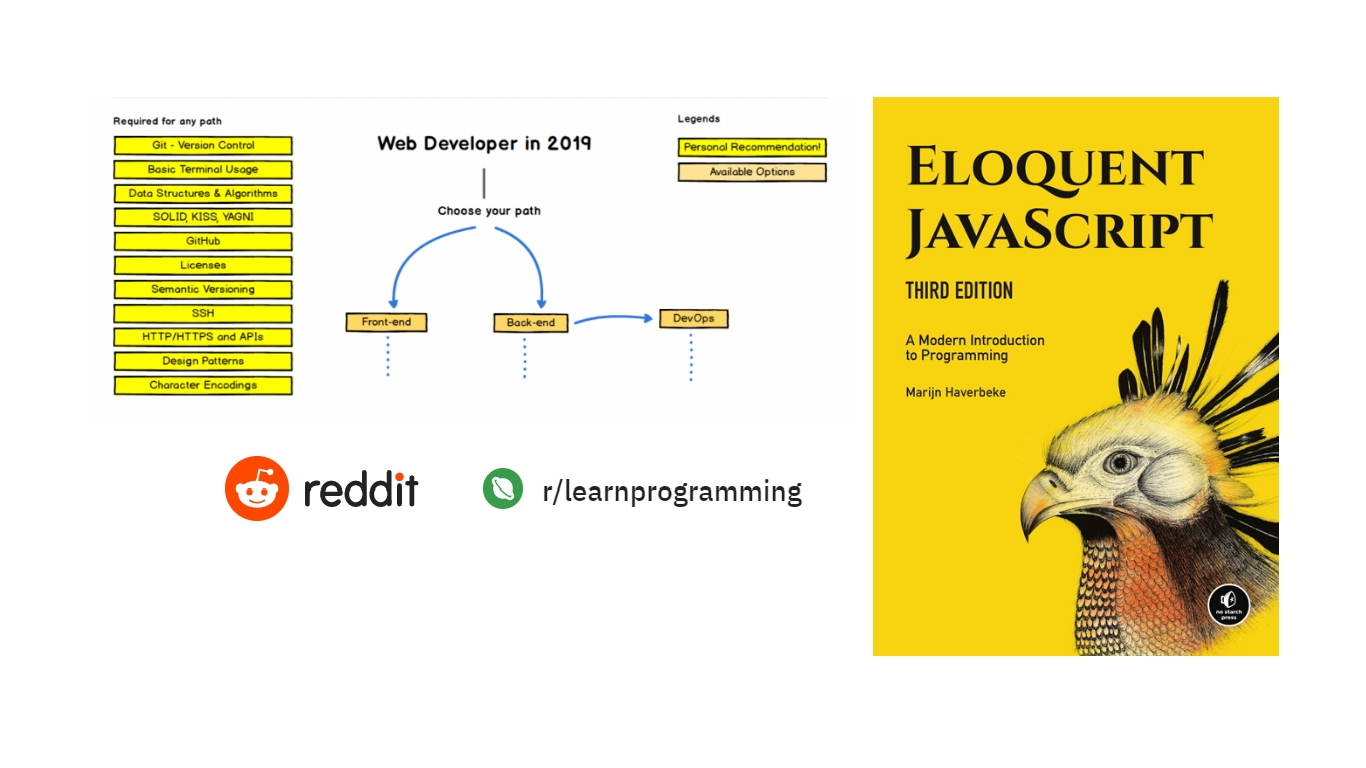 Required for any path
Git - Version Control
Basic Terminal Usage
Data Structures & Algorithms
SOLID, KISS, YAGNI
GitHub
Licenses
Semantic Versioning
SSH
HTTP/HTTPS and APIs
Design Patterns
Character Encodings
Web Developer in 2019
Choose your path
Front-end
Back-end
DevOps
Legends
Personal Recommendation!
Available Options
reddit
r/learnprogramming
ELOQUENT
JAVASCRIPT
THIRD EDITION
A Modern Introduction
to Programming
Marijn Haverbeke
no starch
press